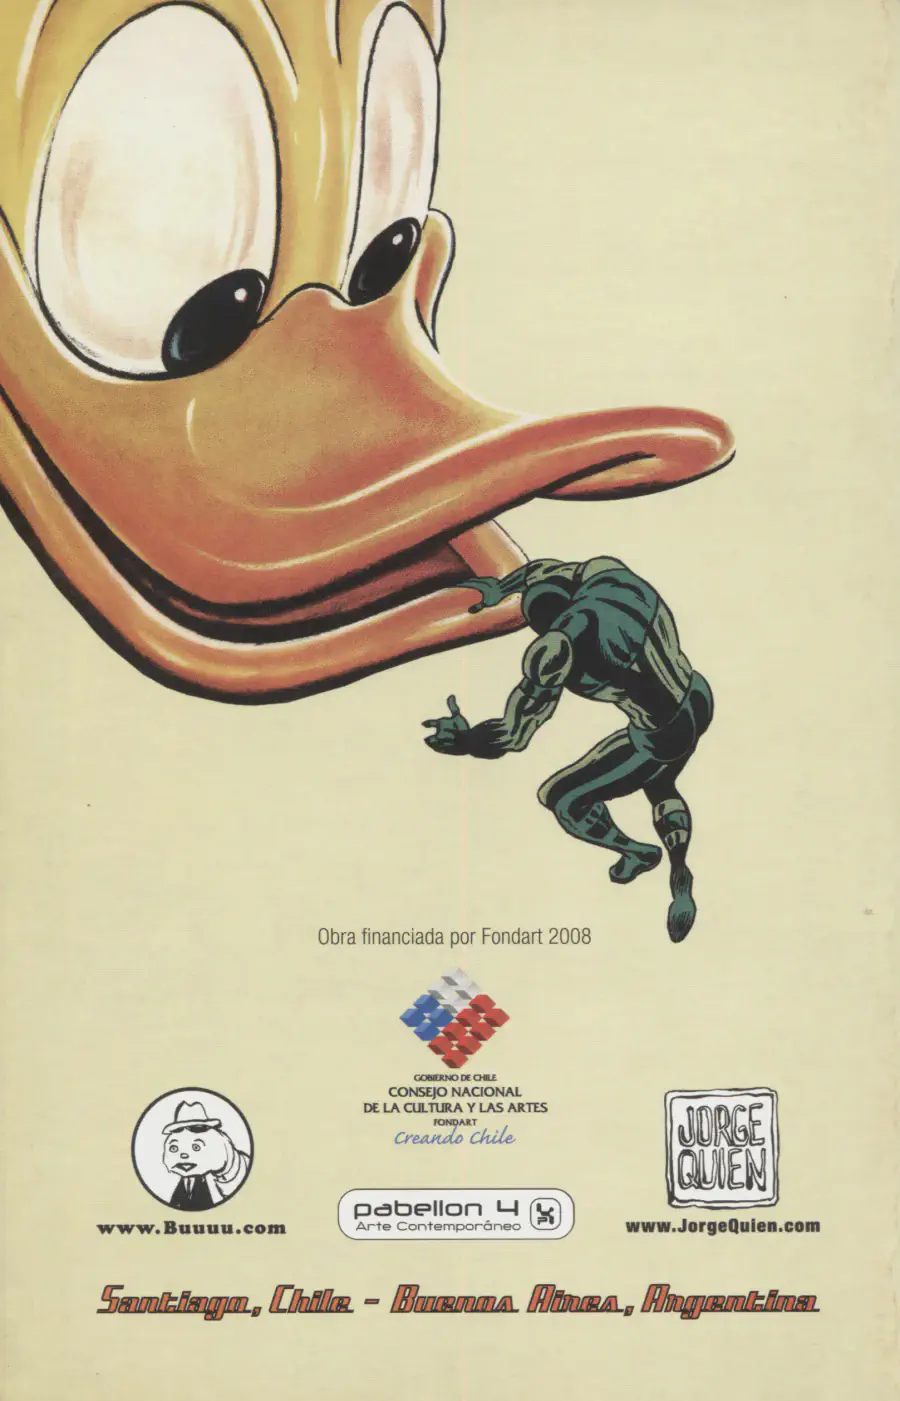 Obra financiada por Fondart 2008
GOBIERNO DE CHILE
CONSEJO NACIONAL
DE LA CULTURA Y LAS ARTES
FONDART
Creando Chile
www.Buuuu.com
pabellon 4
Arte Contemporáneo
JORGE
QUIEN
www.JorgeQuien.com
Santiago, Chile - Buenos Aires, Argentina